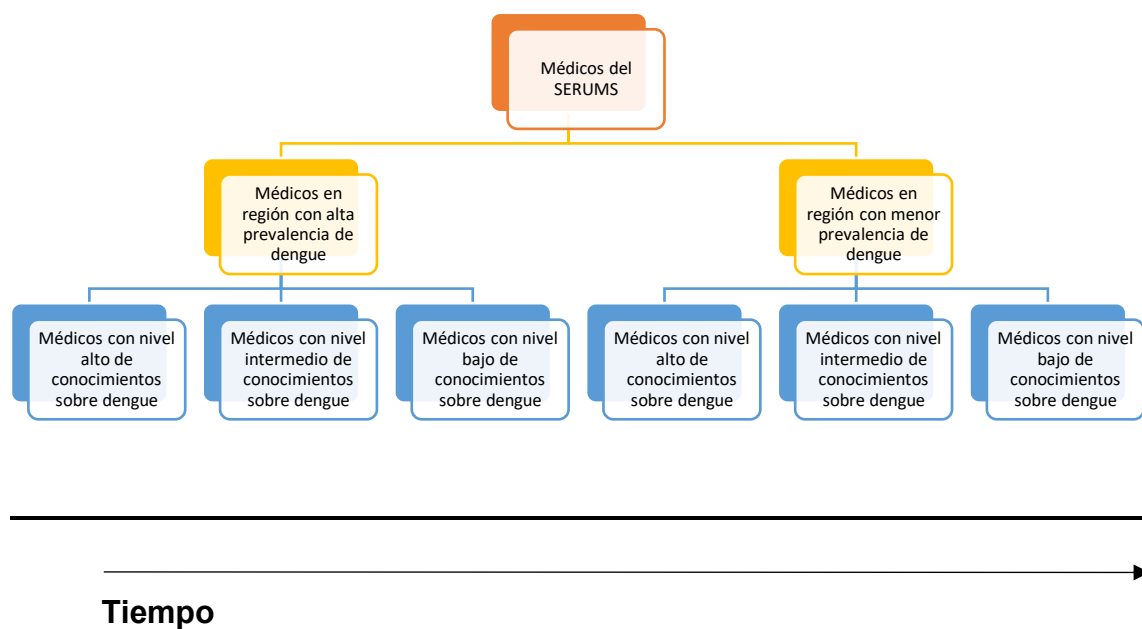 Médicos del
SERUMS
Médicos en
región con alta
prevalencia de
dengue
Médicos en
región con menor
prevalencia de
dengue
Médicos con nivel
alto de
conocimientos
sobre dengue
Médicos con nivel
intermedio de
conocimientos
sobre dengue
Médicos con nivel
bajo de
conocimientos
sobre dengue
Médicos con nivel
alto de
conocimientos
sobre dengue
Médicos con nivel
intermedio de
conocimientos
sobre dengue
Médicos con nivel
bajo de
conocimientos
sobre dengue
Tiempo